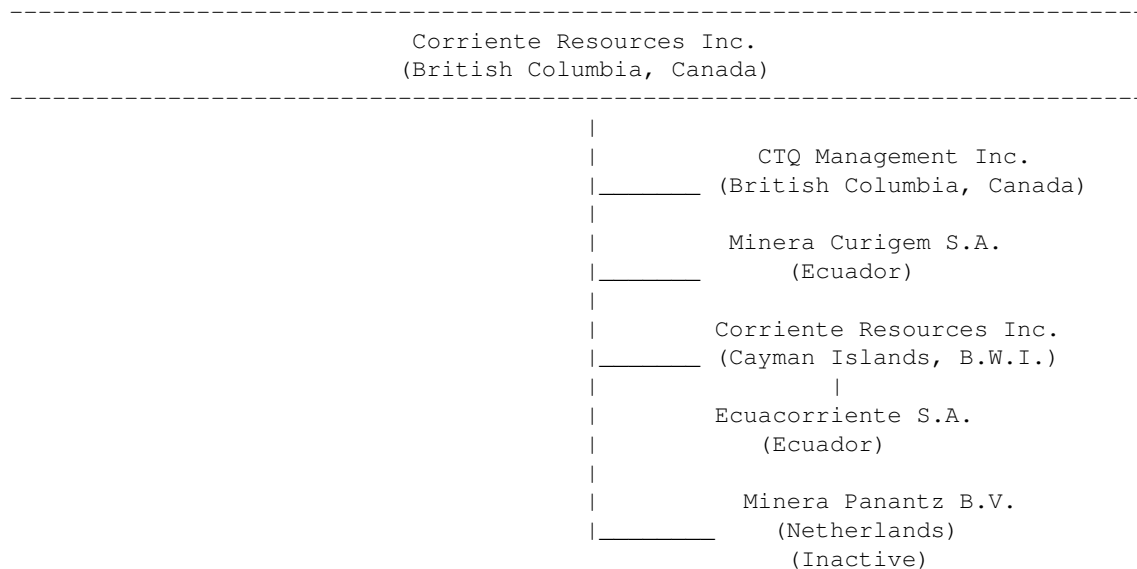 Corriente Resources Inc.
(British Columbia, Canada)
CTQ Management Inc.
(British Columbia, Canada)
Minera Curigem S.A.
(Ecuador)
Corriente Resources Inc.
(Cayman Islands, B.W.I.)
Ecuacorriente S.A.
(Ecuador)
Minera Panantz B.V.
(Netherlands)
(Inactive)